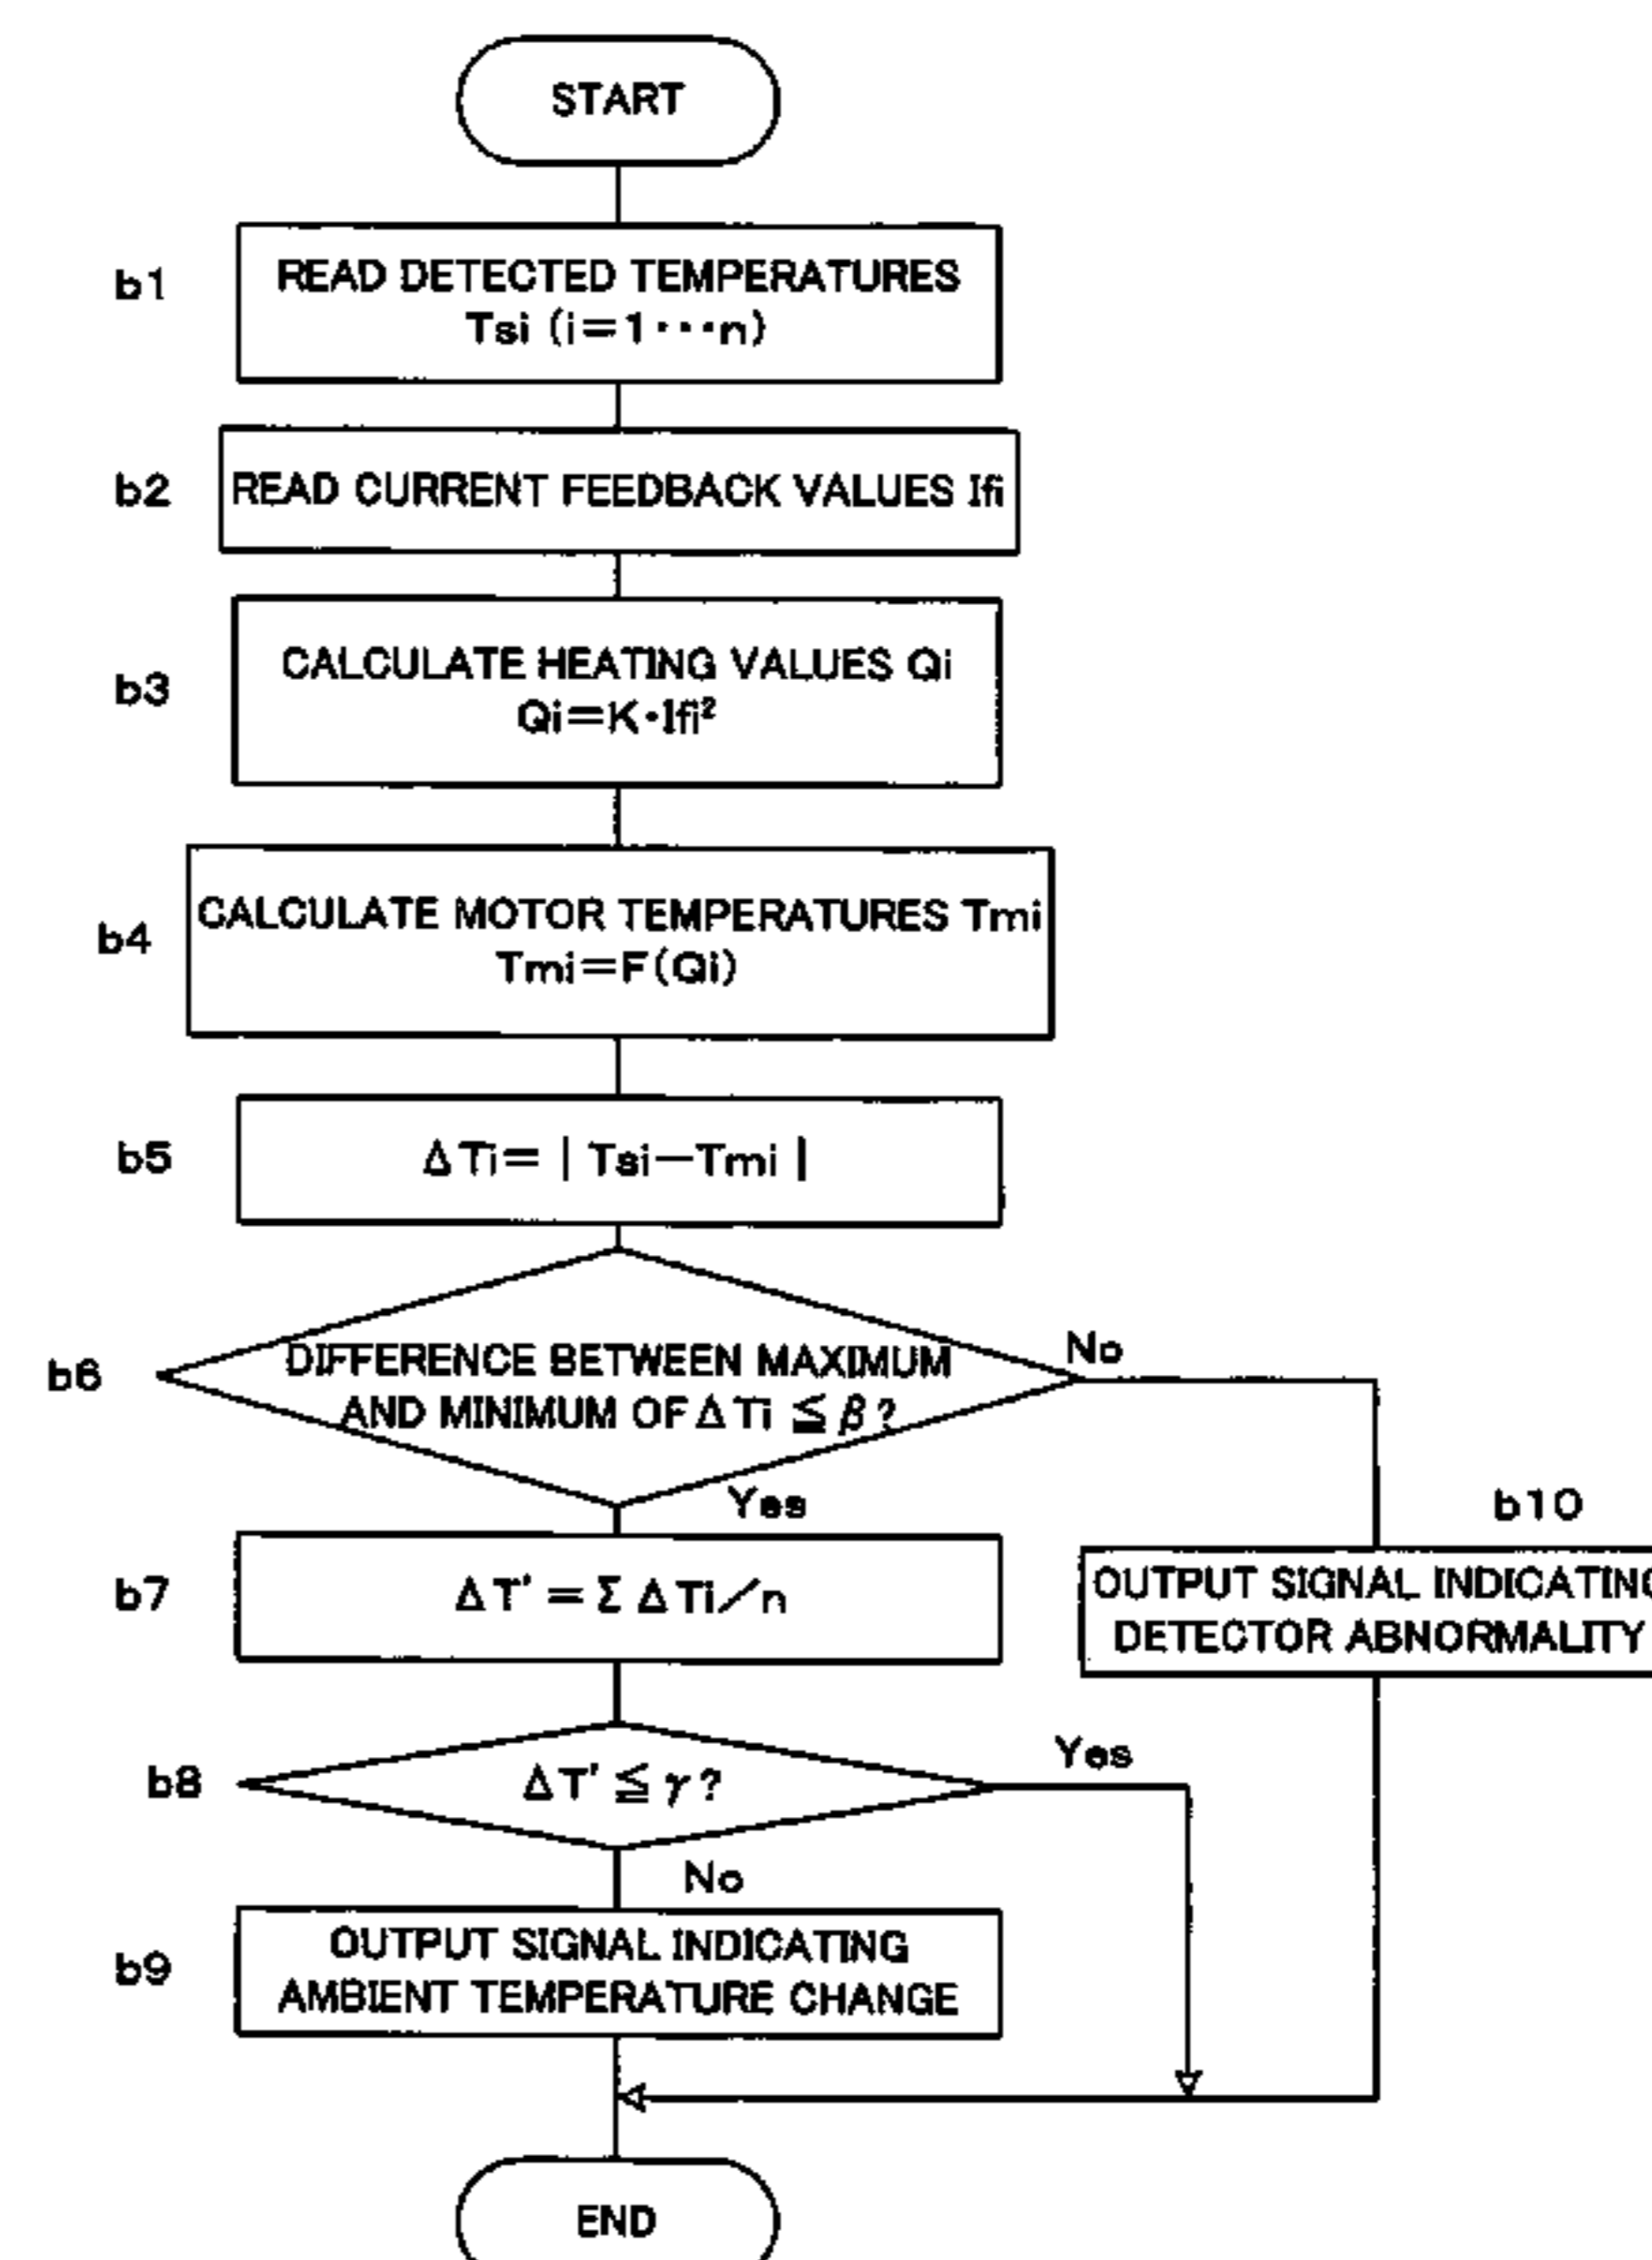 START
b1
READ DETECTED TEMPERATURES
Tsi (i=1···n)
b2
READ CURRENT FEEDBACK VALUES Ifi
b3
CALCULATE HEATING VALUES Qi
Qi=K·Ifi²
b4
CALCULATE MOTOR TEMPERATURES Tmi
Tmi=F(Qi)
b5
ΔTi=|Tsi-Tmi|
b6
DIFFERENCE BETWEEN MAXIMUM
AND MINIMUM OF ΔTi ≦ β?
No
Yes
b7
ΔT' = Σ ΔTi/n
b10
OUTPUT SIGNAL INDICATING
DETECTOR ABNORMALITY
b8
ΔT' ≦ γ?
Yes
No
b9
OUTPUT SIGNAL INDICATING
AMBIENT TEMPERATURE CHANGE
END